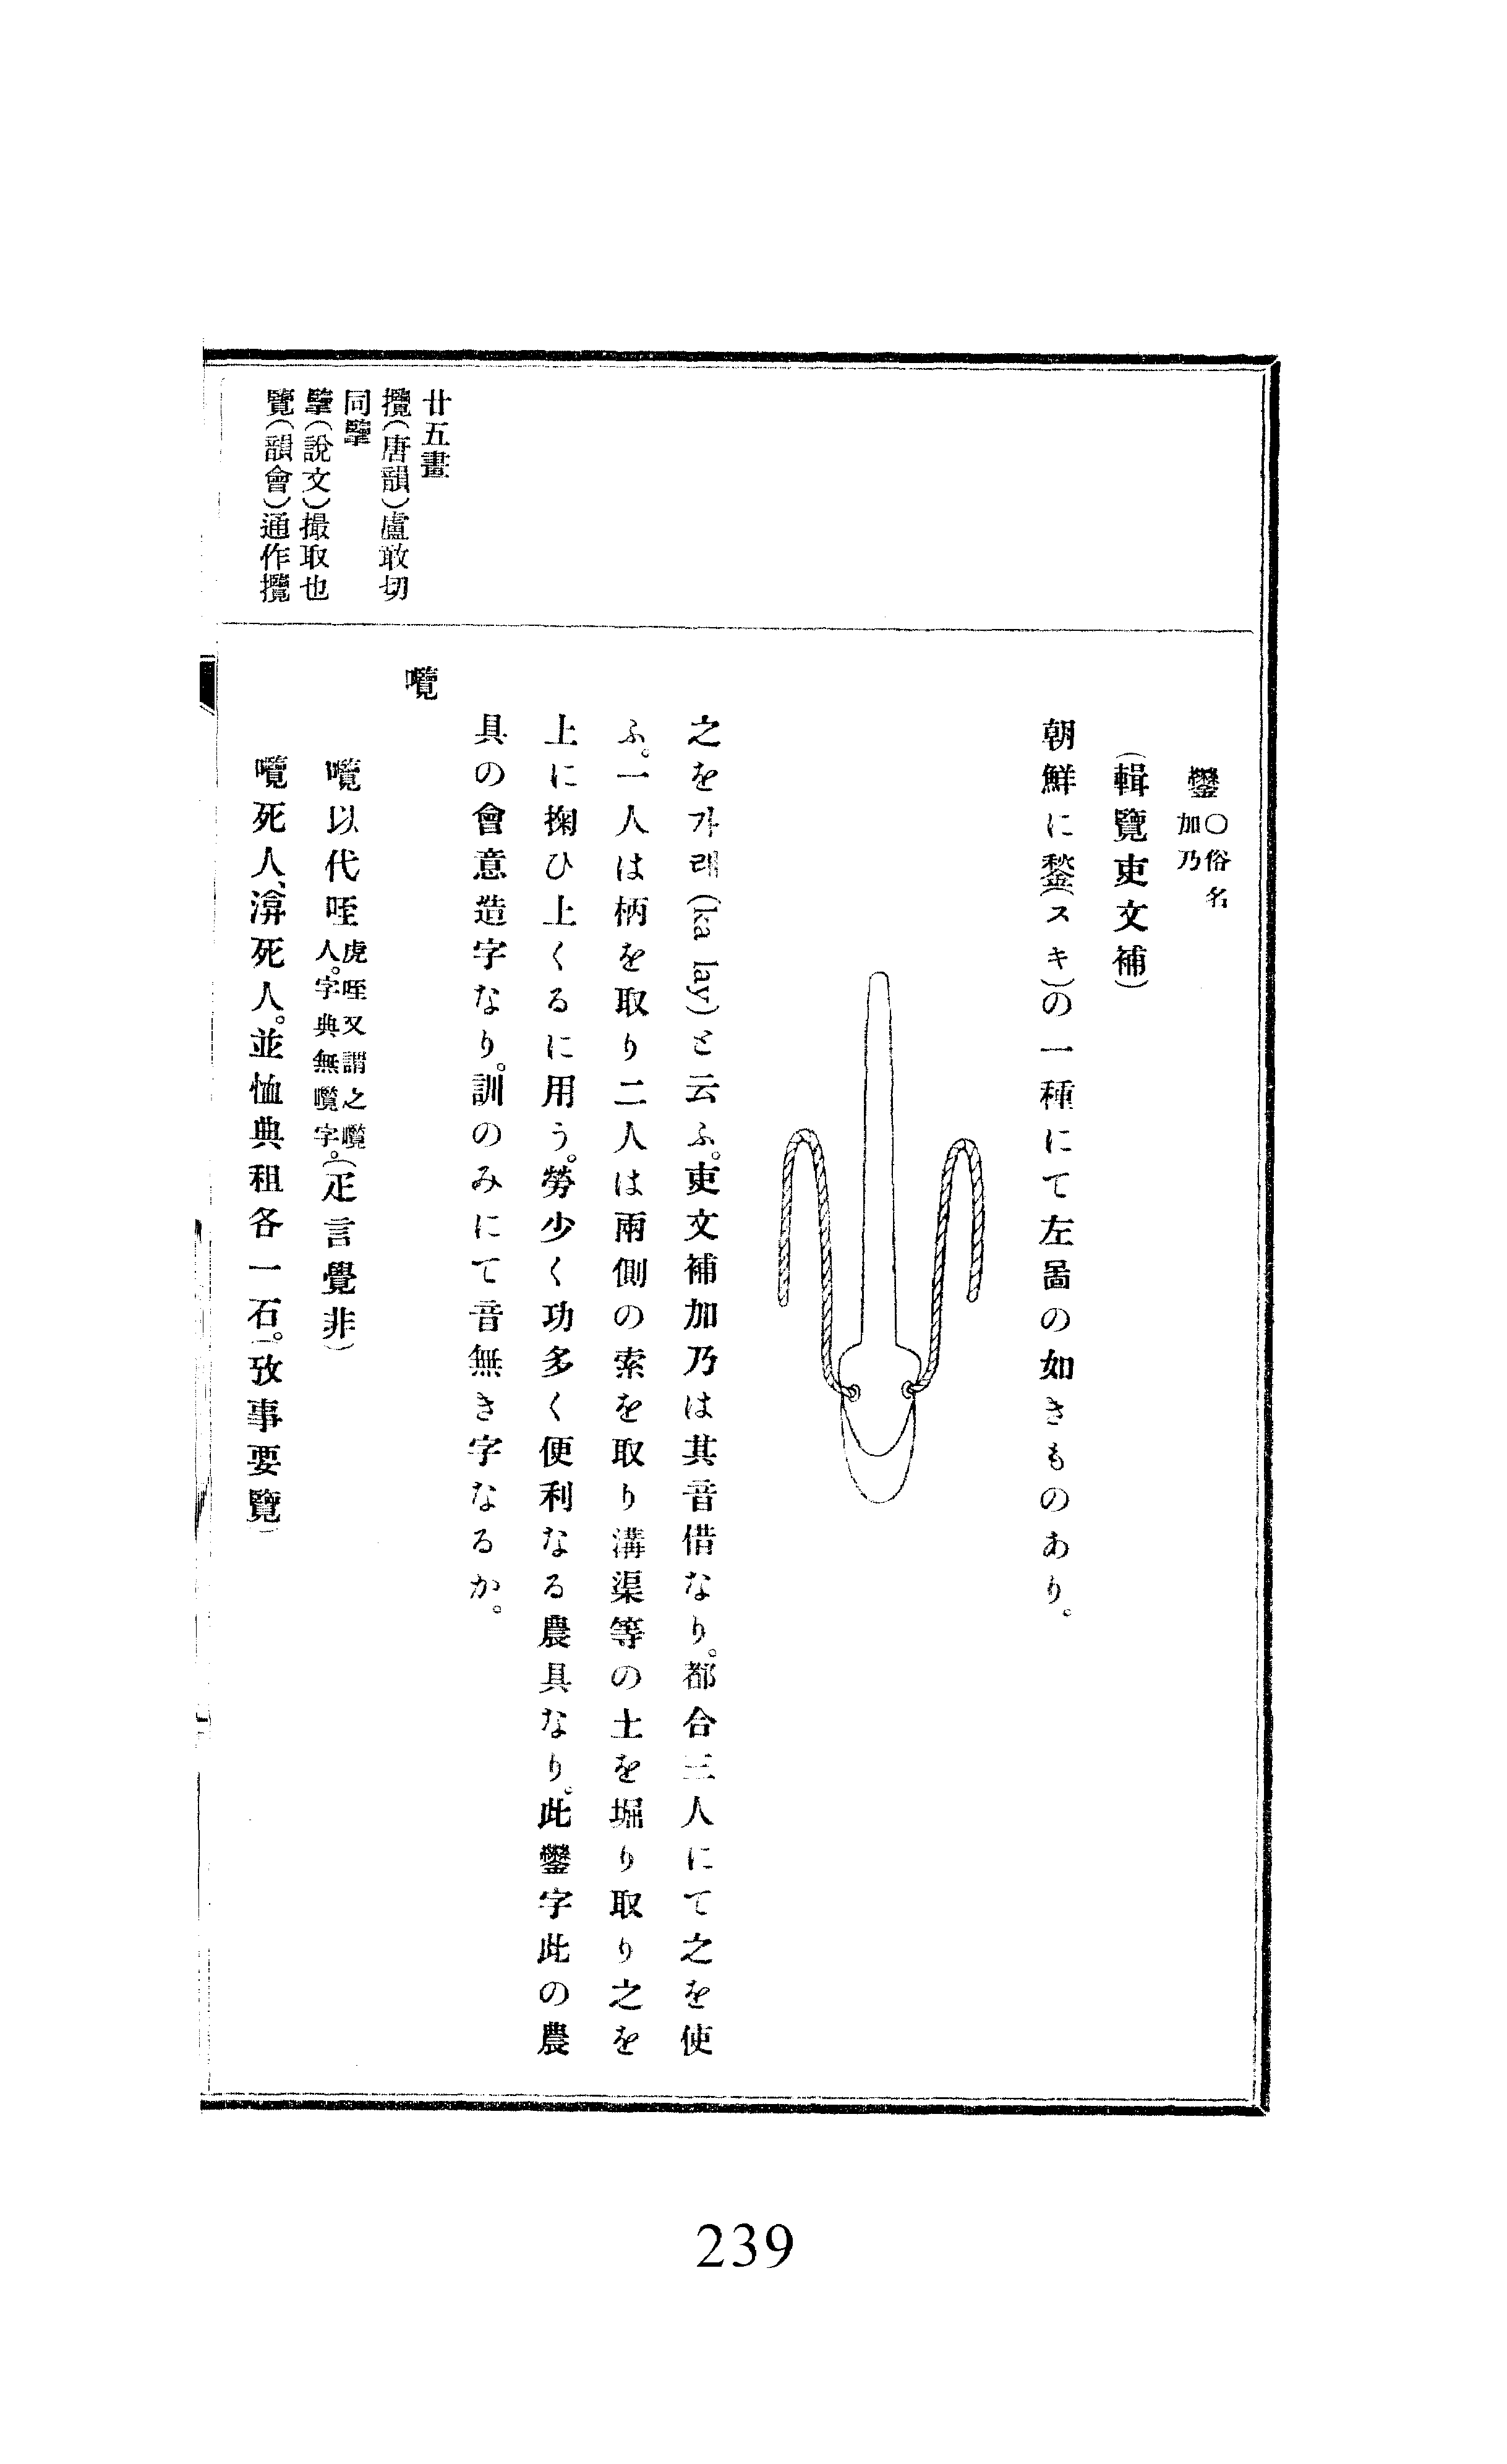 廿五畫
攬(唐韻)盧敢切
同擥
擥(說文)撮取也
覽(韻會)通作攬
〇俗名
加乃
(輯覽吏文補)
朝鮮に鍫(スキ)の一種にて左啚の如きものあり。
之を가래(ka lay)と云ふ。吏文補加乃は其音借なり。都合三人にて之を使
ふ。一人は柄を取り二人は兩側の索を取り溝渠等の土を堀り取り之を
上に掬ひ上くるに用う。勞少く功多く便利なる農具なり。此字此の農
具の會意造字なり。訓のみにて音無き字なるか。
嚂
以代咥虎咥又謂之
人。字典無字。(疋言覺非)
死人、渰死人。並恤典租各一石。(攷事要覽)
239